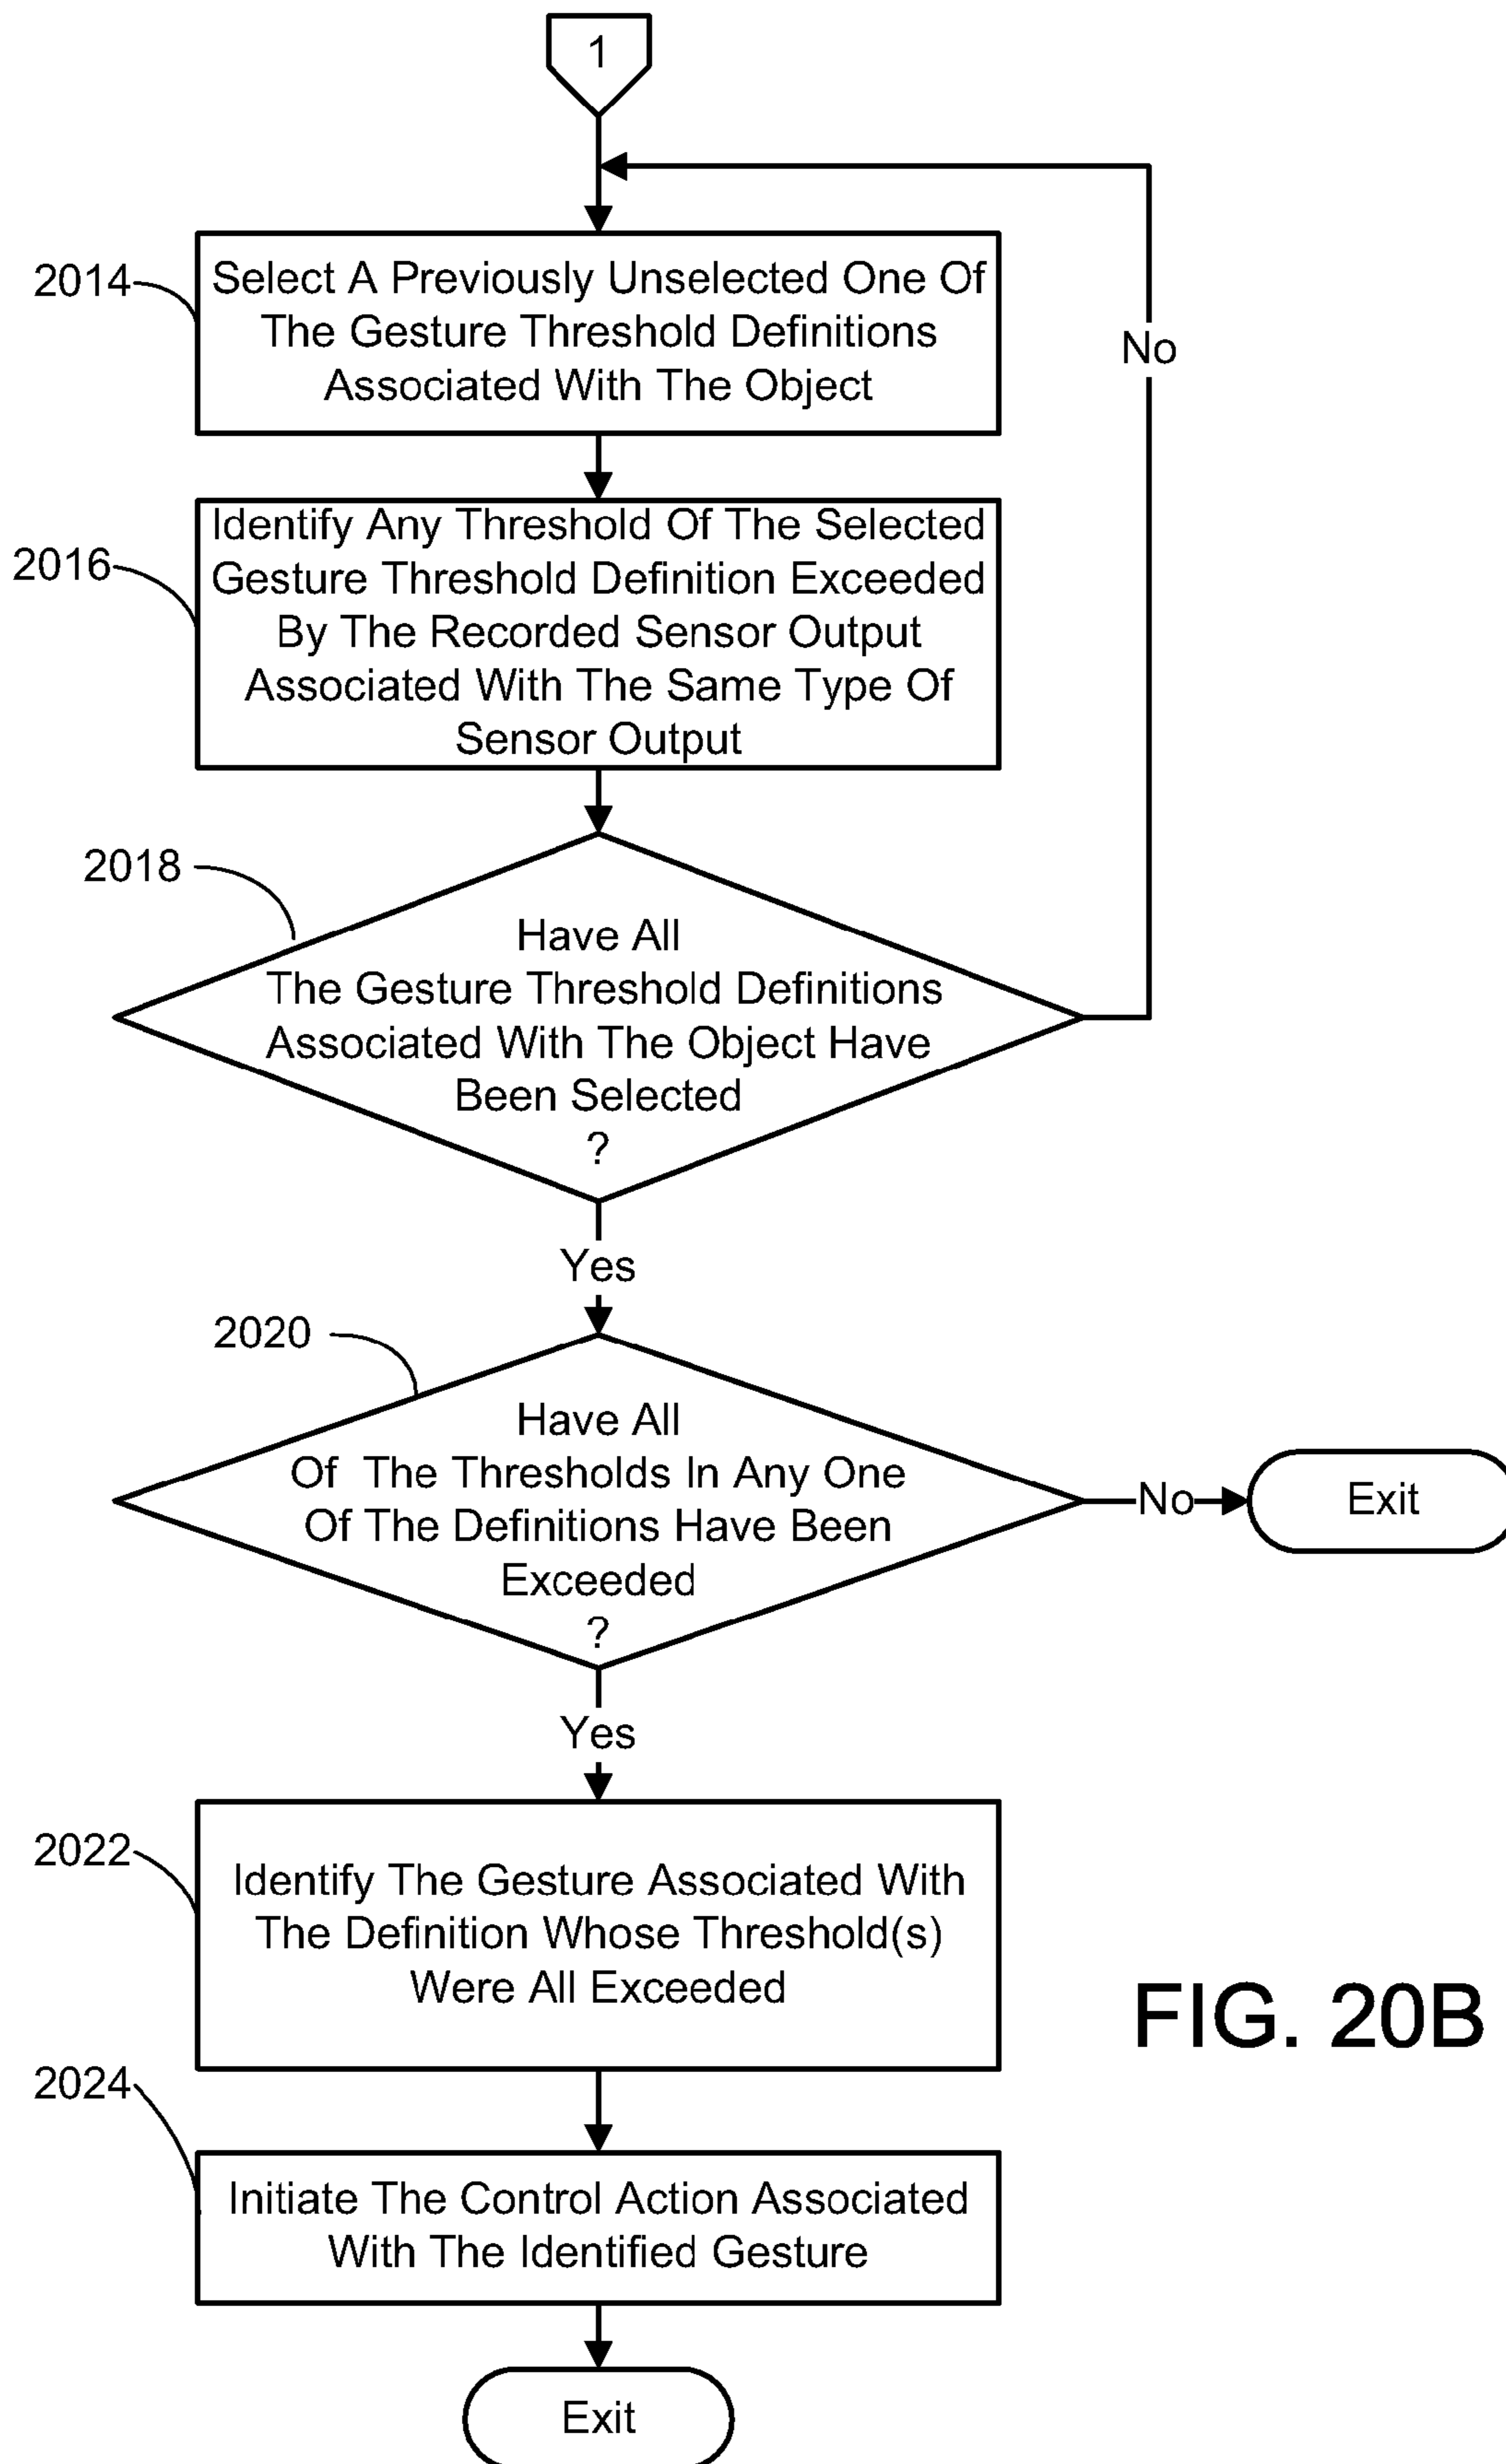 1
2014
Select A Previously Unselected One Of
The Gesture Threshold Definitions
Associated With The Object
No
2016
Identify Any Threshold Of The Selected
Gesture Threshold Definition Exceeded
By The Recorded Sensor Output
Associated With The Same Type Of
Sensor Output
2018
Have All
The Gesture Threshold Definitions
Associated With The Object Have
Been Selected
?
Yes
2020
Have All
Of The Thresholds In Any One
Of The Definitions Have Been
Exceeded
?
No
Exit
Yes
2022
Identify The Gesture Associated With
The Definition Whose Threshold(s)
Were All Exceeded
FIG. 20B
2024
Initiate The Control Action Associated
With The Identified Gesture
Exit